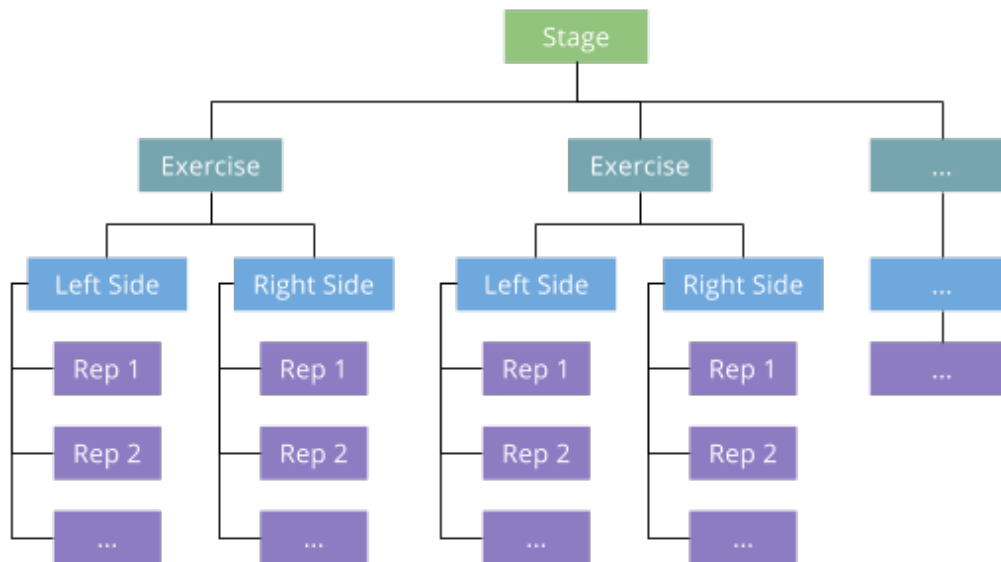 Stage
Exercise
Exercise
...
Left Side
Right Side
Left Side
Right Side
...
Rep 1
Rep 1
Rep 1
Rep 1
...
Rep 2
Rep 2
Rep 2
Rep 2
...
...
...
...